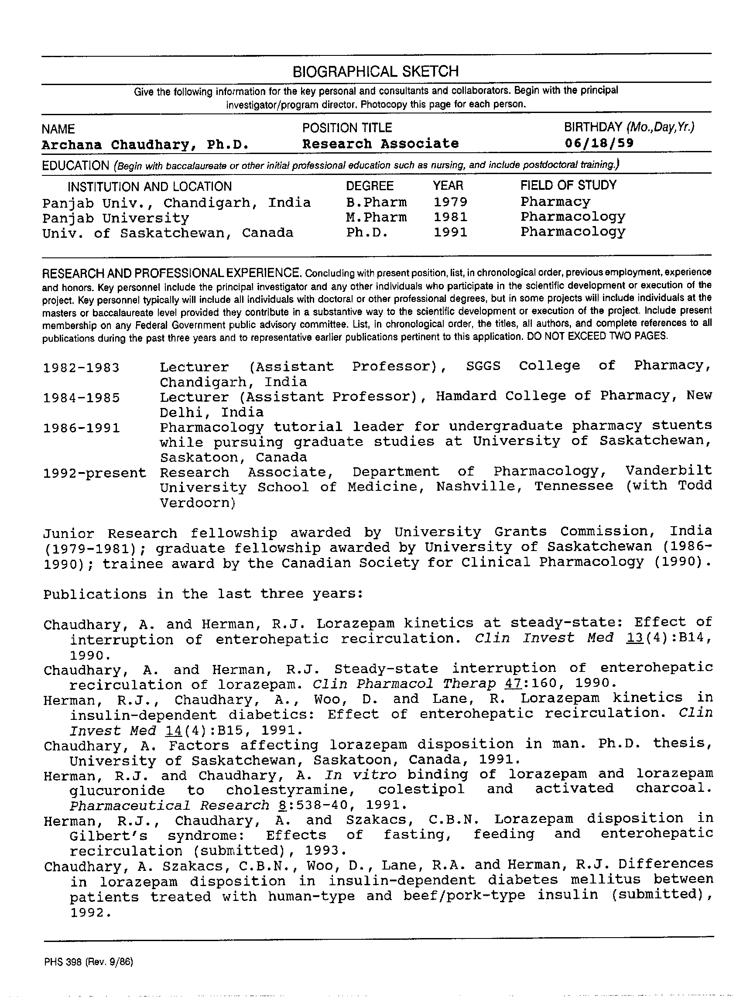 BIOGRAPHICAL SKETCH
Give the following information for the key personal and consultants and collaborators. Begin with the principal
investigator/program director. Photocopy this page for each person.
NAME POSITION TITLE BIRTHDAY (Mo.,Day,Yr.)
Archana Chaudhary, Ph.D. Research Associate 06/18/59
EDUCATION (Begin with baccalaureate or other initial professional education such as nursing, and include postdoctoral training.)
INSTITUTION AND LOCATION DEGREE YEAR FIELD OF STUDY
Panjab Univ., Chandigarh, India B.Pharm 1979 Pharmacy
Panjab University M.Pharm 1981 Pharmacology
Univ. of Saskatchewan, Canada Ph.D. 1991 Pharmacology
RESEARCH AND PROFESSIONAL EXPERIENCE. Concluding with present position, list, in chronological order, previous employment, experience
and honors. Key personnel include the principal investigator and any other individuals who participate in the scientific development or execution of the
project. Key personnel typically will include all individuals with doctoral or other professional degrees, but in some projects will include individuals at the
masters or baccalaureate level provided they contribute in a substantive way to the scientific development or execution of the project. Include present
membership on any Federal Government public advisory committee. List, in chronological order, the titles, all authors, and complete references to all
publications during the past three years and to representative earlier publications pertinent to this application. DO NOT EXCEED TWO PAGES.
1982-1983 Lecturer (Assistant Professor), SGGS College of Pharmacy,
Chandigarh, India
1984-1985 Lecturer (Assistant Professor), Hamdard College of Pharmacy, New
Delhi, India
1986-1991 Pharmacology tutorial leader for undergraduate pharmacy stuents
while pursuing graduate studies at University of Saskatchewan,
Saskatoon, Canada
1992-present Research Associate, Department of Pharmacology, Vanderbilt
University School of Medicine, Nashville, Tennessee (with Todd
Verdoorn)
Junior Research fellowship awarded by University Grants Commission, India
(1979-1981); graduate fellowship awarded by University of Saskatchewan (1986-
1990); trainee award by the Canadian Society for Clinical Pharmacology (1990).
Publications in the last three years:
Chaudhary, A. and Herman, R.J. Lorazepam kinetics at steady-state: Effect of
interruption of enterohepatic recirculation. Clin Invest Med 13(4):B14,
1990.
Chaudhary, A. and Herman, R.J. Steady-state interruption of enterohepatic
recirculation of lorazepam. Clin Pharmacol Therap 47:160, 1990.
Herman, R.J., Chaudhary, A., Woo, D. and Lane, R. Lorazepam kinetics in
insulin-dependent diabetics: Effect of enterohepatic recirculation. Clin
Invest Med 14(4):B15, 1991.
Chaudhary, A. Factors affecting lorazepam disposition in man. Ph.D. thesis,
University of Saskatchewan, Saskatoon, Canada, 1991.
Herman, R.J. and Chaudhary, A. In vitro binding of lorazepam and lorazepam
glucuronide to cholestyramine, colestipol and activated charcoal.
Pharmaceutical Research 8:538-40, 1991.
Herman, R.J., Chaudhary, A. and Szakacs, C.B.N. Lorazepam disposition in
Gilbert's syndrome: Effects of fasting, feeding and enterohepatic
recirculation (submitted), 1993.
Chaudhary, A. Szakacs, C.B.N., Woo, D., Lane, R.A. and Herman, R.J. Differences
in lorazepam disposition in insulin-dependent diabetes mellitus between
patients treated with human-type and beef/pork-type insulin (submitted),
1992.
PHS 398 (Rev. 9/86)